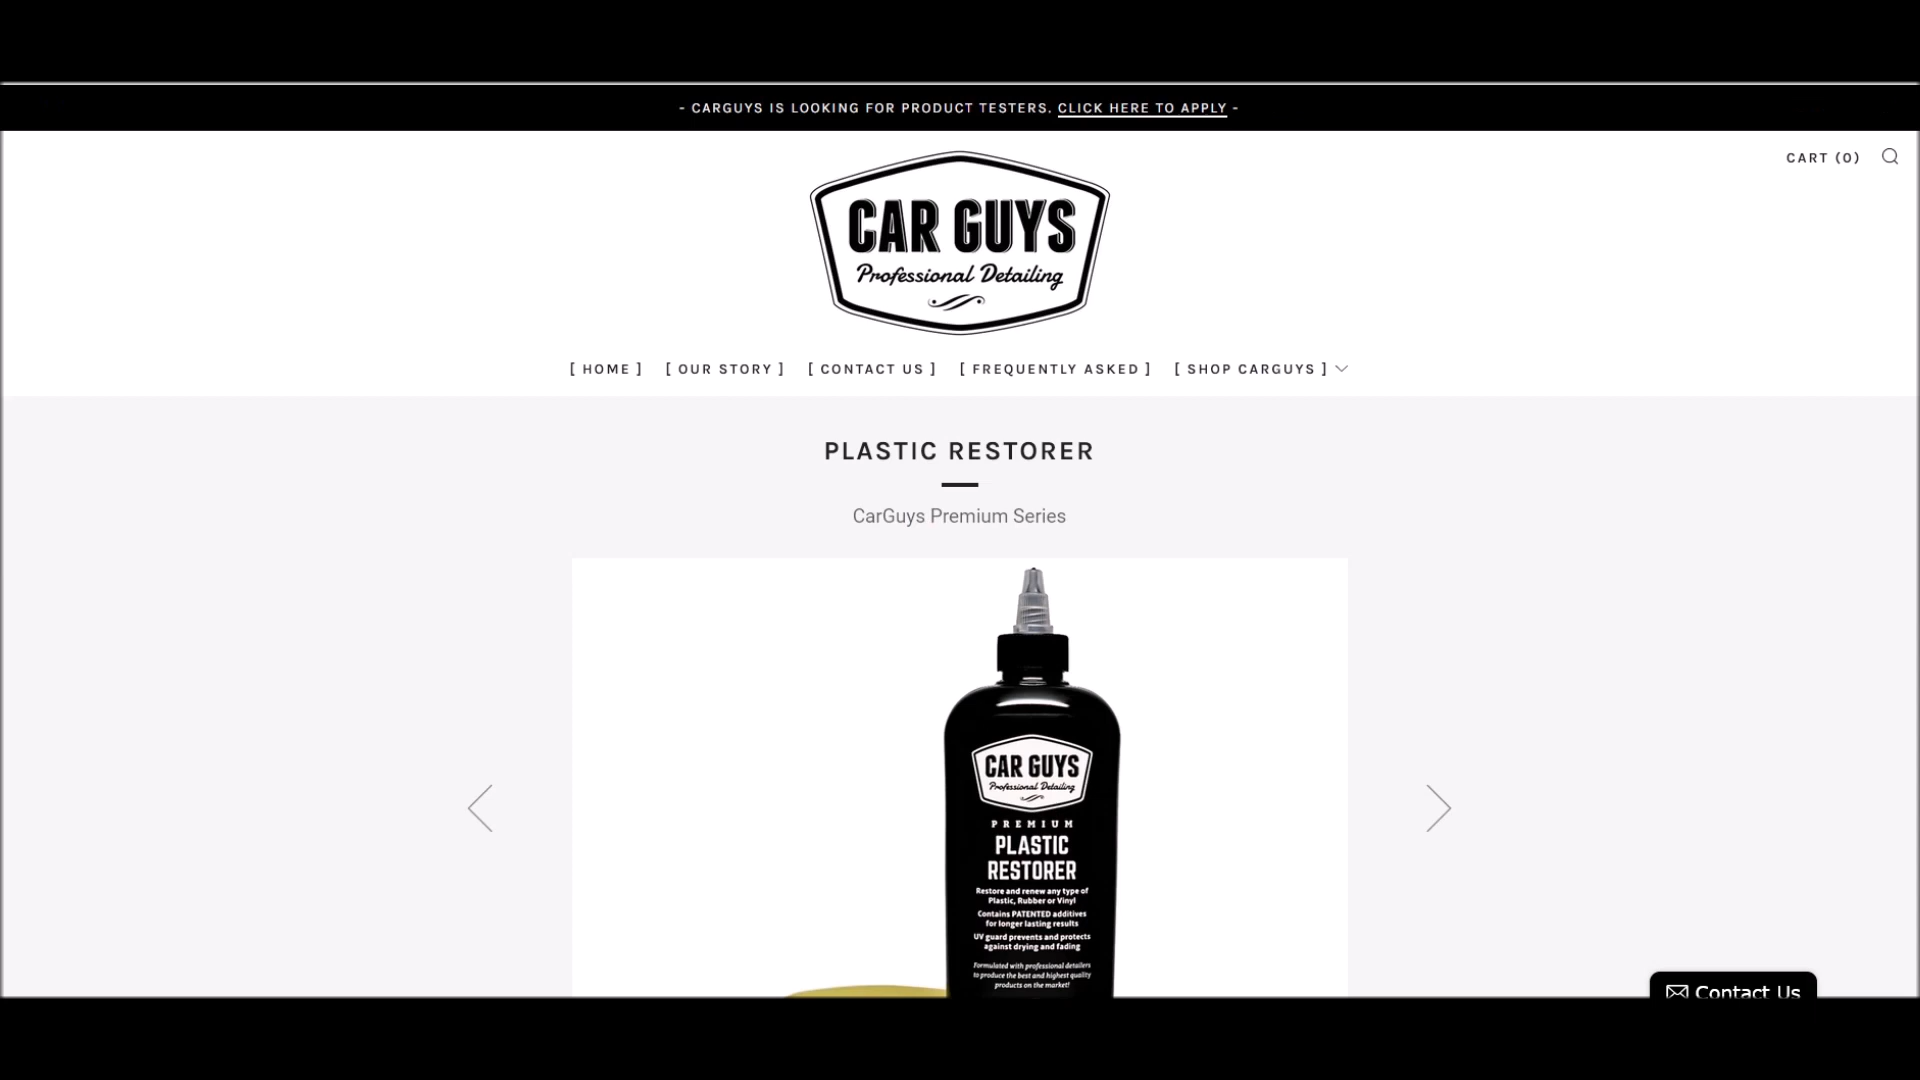 - CARGUYS IS LOOKING FOR PRODUCT TESTERS. CLICK HERE TO APPLY -
CART (0)
CAR GUYS
Professional Detailing
[ HOME ] [ OUR STORY ] [ CONTACT US ] [ FREQUENTLY ASKED ] [ SHOP CARGUYS ]
PLASTIC RESTORER
CarGuys Premium Series
CAR GUYS
Professional Detailing
PREMIUM
PLASTIC
RESTORER
Restore and renew any type of
Plastic, Rubber or Vinyl
Contains PATENTED additives
for longer lasting results
UV guard prevents and protects
against drying and fading
Formulated with professional detailers
to produce the best and highest quality
products on the market!
Contact Us